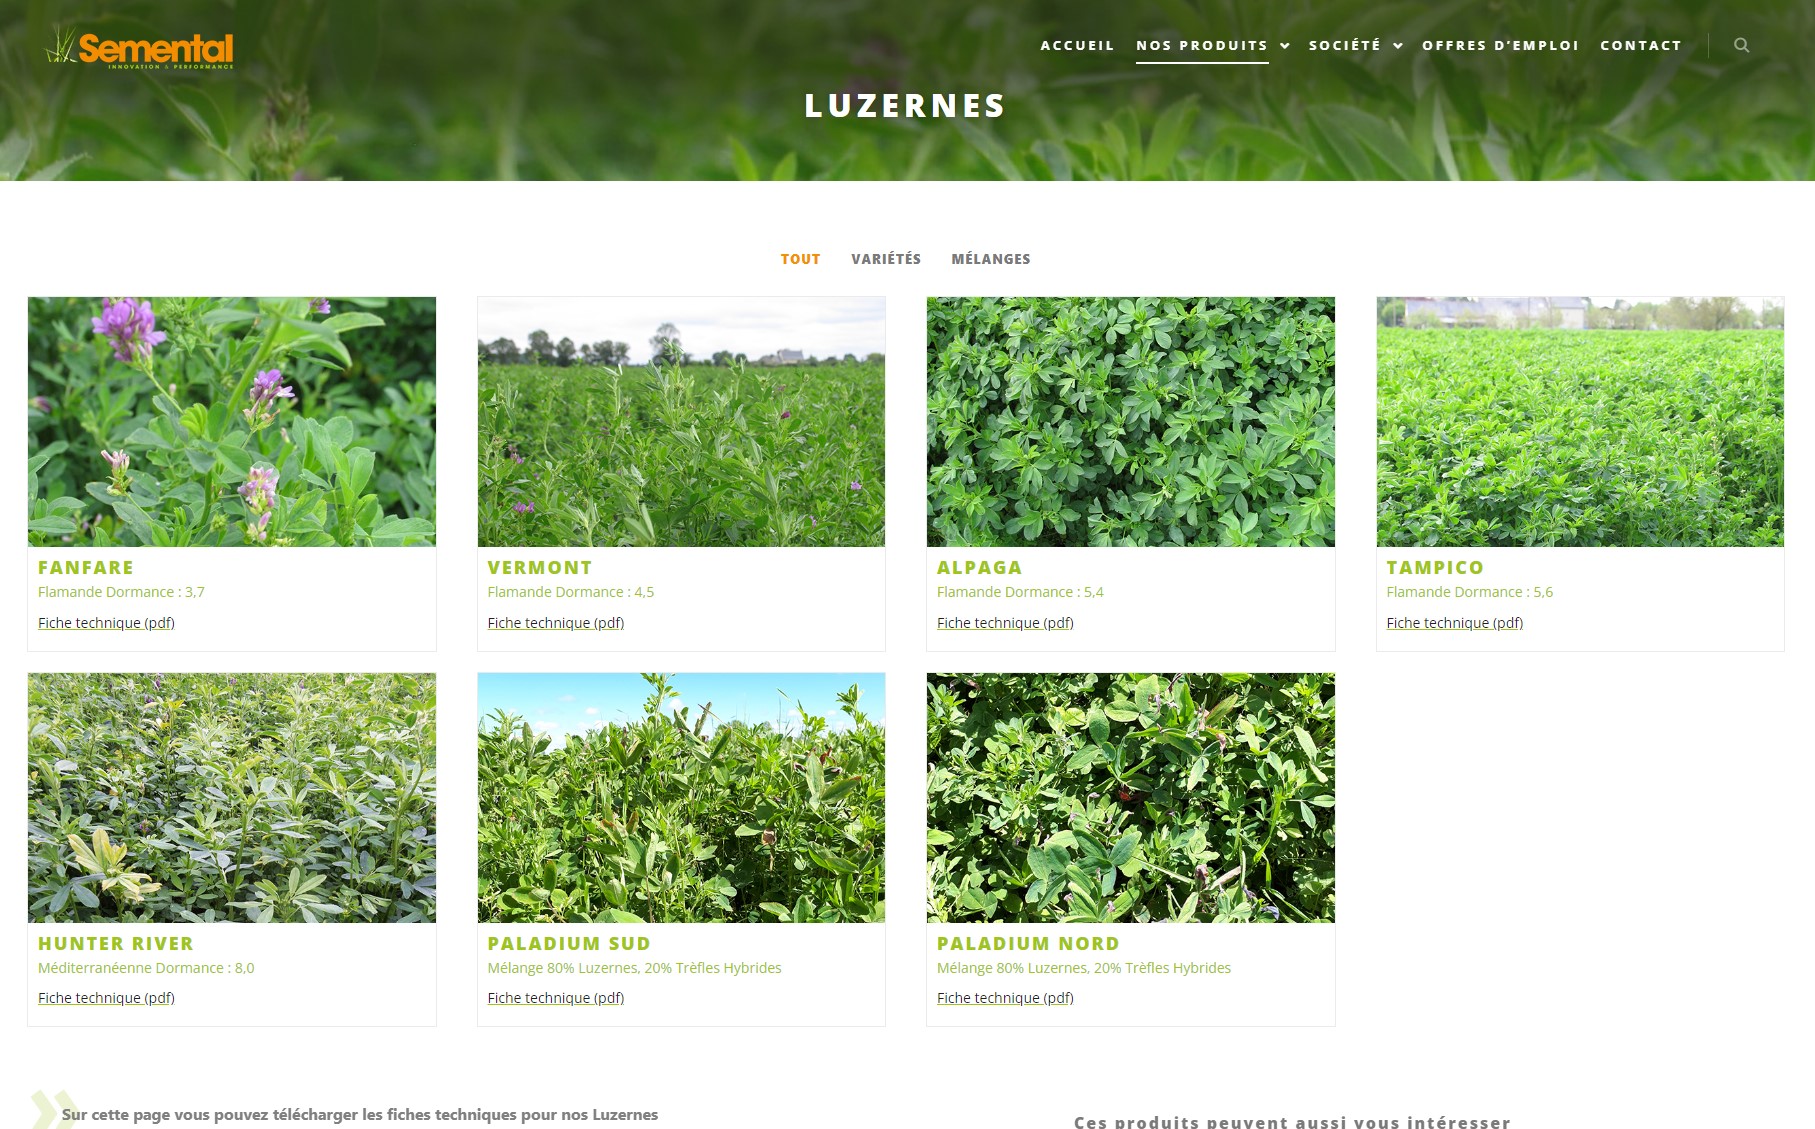 Semental
INNOVATION & PERFORMANCE
ACCUEIL NOS PRODUITS SOCIÉTÉ OFFRES D'EMPLOI CONTACT
LUZERNES
TOUT VARIÉTÉS MÉLANGES
FANFARE
Flamande Dormance : 3,7
Fiche technique (pdf)
VERMONT
Flamande Dormance : 4,5
Fiche technique (pdf)
ALPAGA
Flamande Dormance : 5,4
Fiche technique (pdf)
TAMPICO
Flamande Dormance : 5,6
Fiche technique (pdf)
HUNTER RIVER
Méditerranéenne Dormance : 8,0
Fiche technique (pdf)
PALADIUM SUD
Mélange 80% Luzernes, 20% Trèfles Hybrides
Fiche technique (pdf)
PALADIUM NORD
Mélange 80% Luzernes, 20% Trèfles Hybrides
Fiche technique (pdf)
Sur cette page vous pouvez télécharger les fiches techniques pour nos Luzernes
Ces produits peuvent aussi vous intéresser